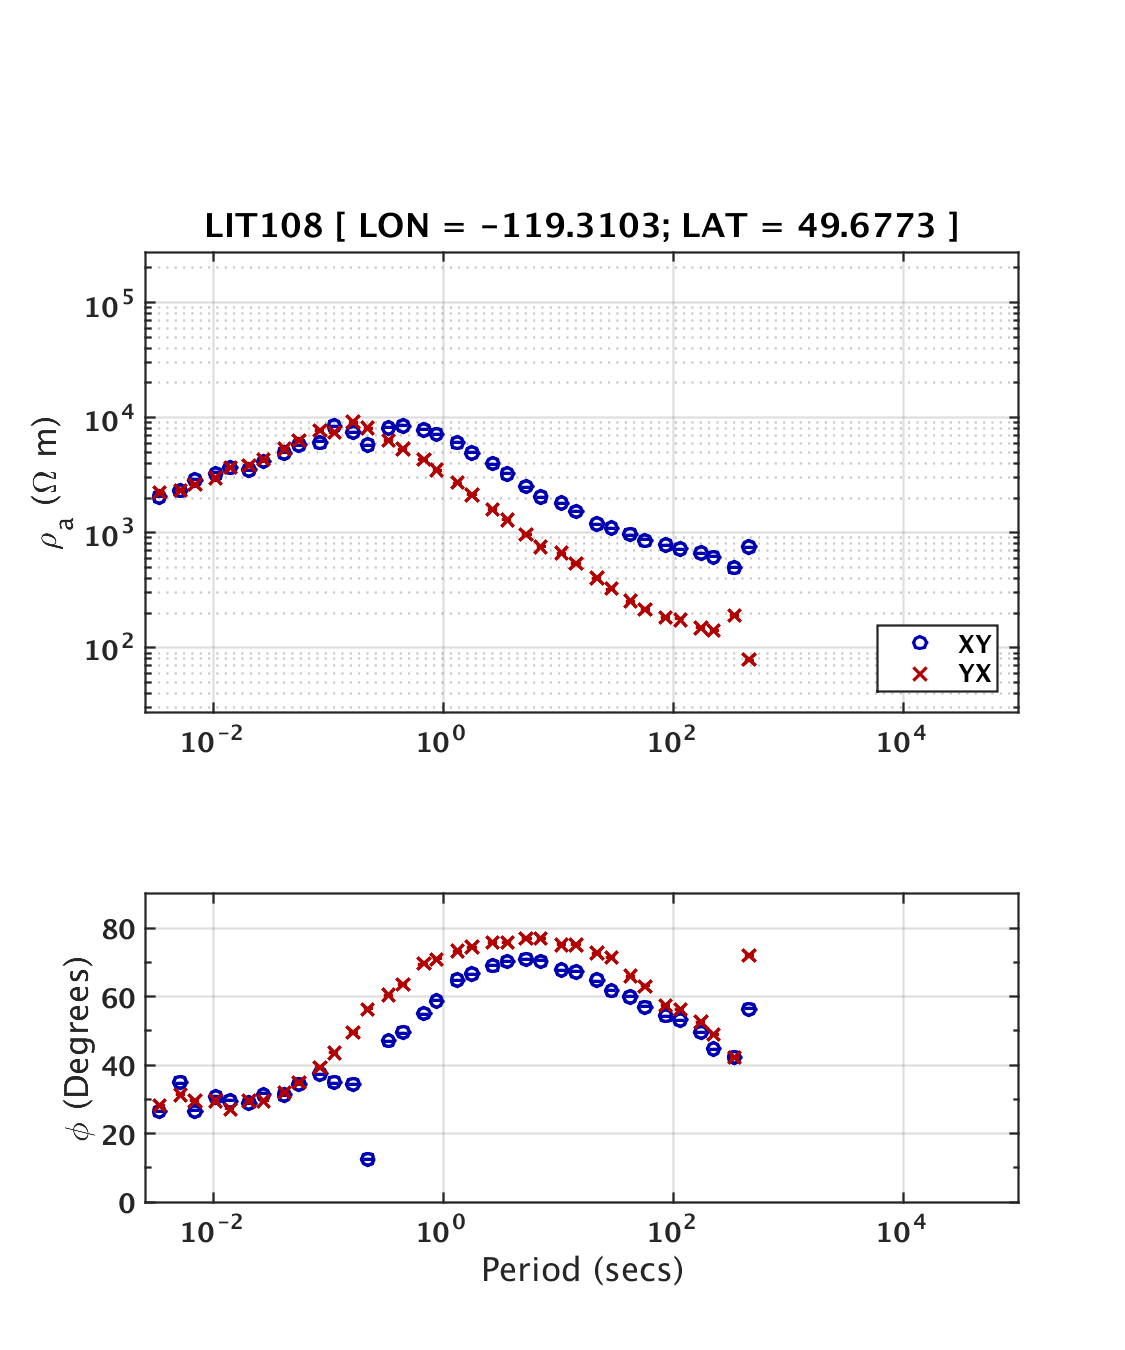 LIT108 [ LON = -119.3103; LAT = 49.6773 ]
10^5
10^4
10^3
10^2
ρ_a (Ω m)
XY
YX
10^-2 10^0 10^2 10^4
80
60
40
20
0
ϕ (Degrees)
10^-2 10^0 10^2 10^4
Period (secs)